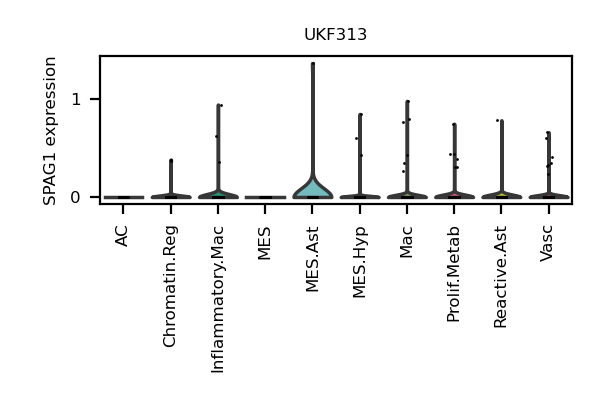 UKF313
SPAG1 expression
1
0
AC
Chromatin.Reg
Inflammatory.Mac
MES
MES.Ast
MES.Hyp
Mac
Prolif.Metab
Reactive.Ast
Vasc